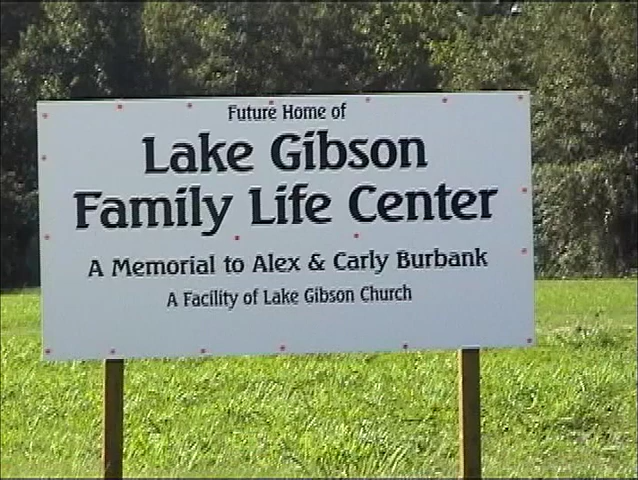 Future Home of
Lake Gibson
Family Life Center
A Memorial to Alex & Carly Burbank
A Facility of Lake Gibson Church